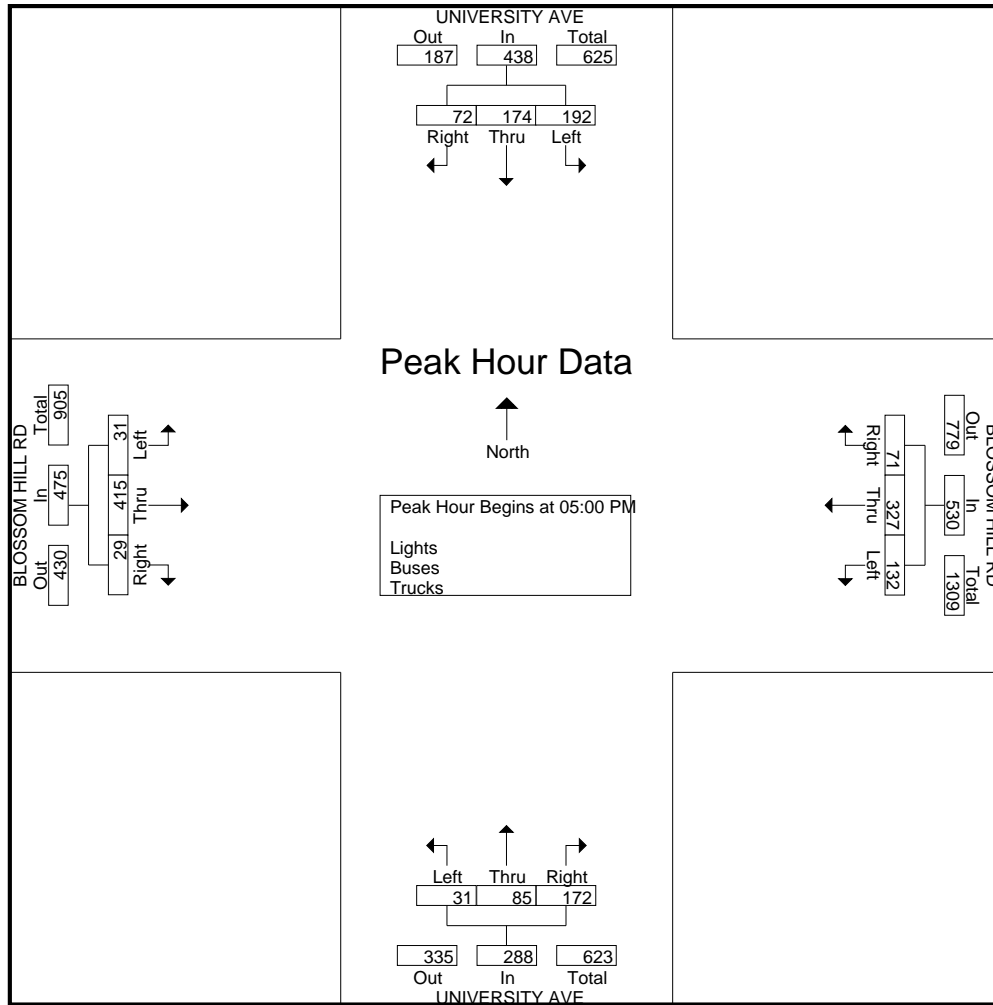 UNIVERSITY AVE
Out In Total
187 438 625
72 174 192
Right Thru Left
Peak Hour Data
North
Peak Hour Begins at 05:00 PM
Lights
Buses
Trucks
BLOSSOM HILL RD
Out In Total
430 475 905
31 415 29
Left Thru Right
BLOSSOM HILL RD
Out In Total
779 530 1309
71 327 132
Right Thru Left
Left Thru Right
31 85 172
335 288 623
Out In Total
UNIVERSITY AVE